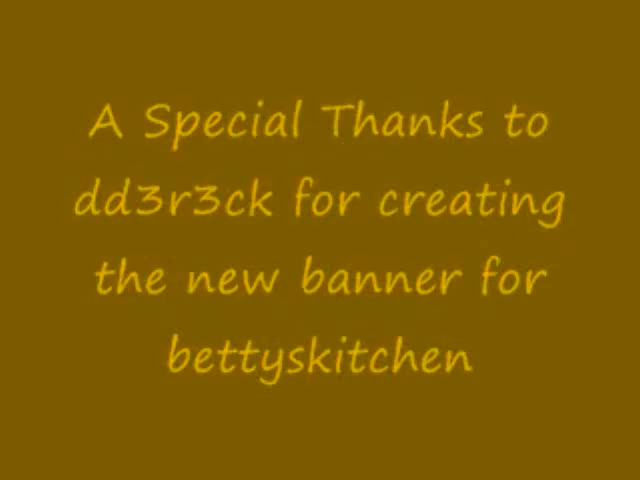 A Special Thanks to
dd3r3ck for creating
the new banner for
bettyskitchen